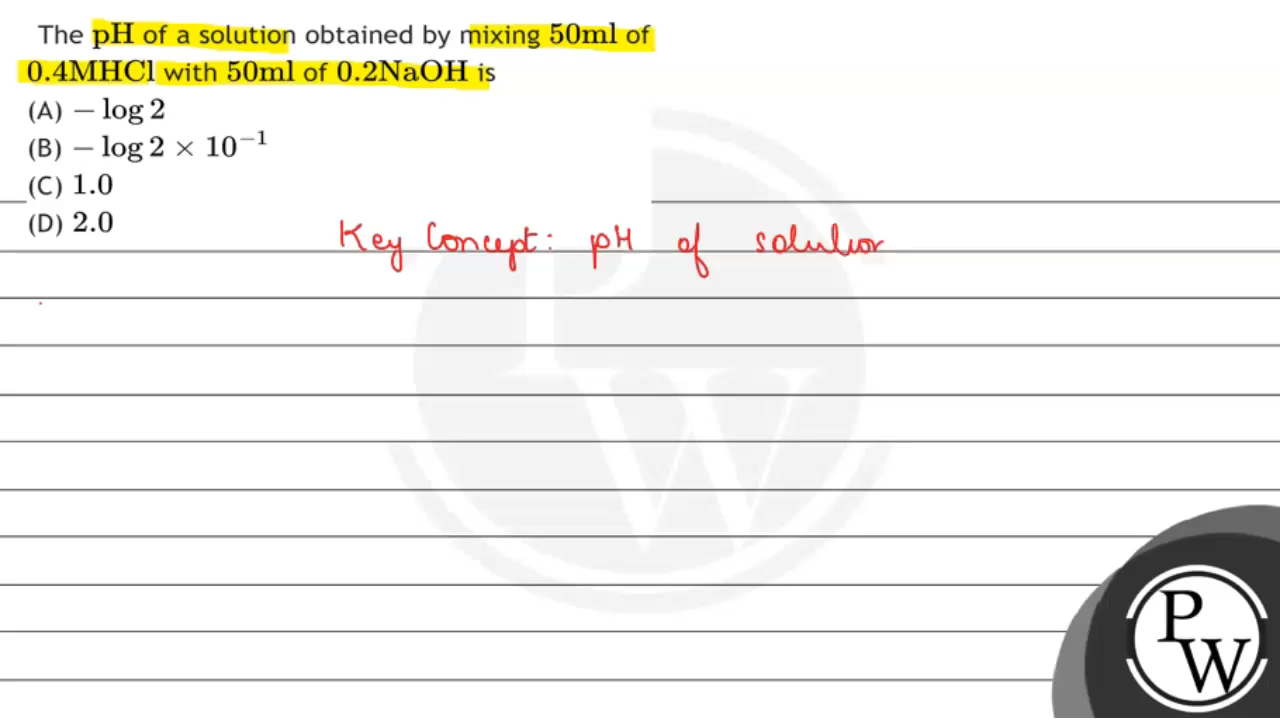 The pH of a solution obtained by mixing 50ml of
0.4MHCl with 50ml of 0.2NaOH is
(A) − log 2
(B) − log 2 × 10⁻¹
(C) 1.0
(D) 2.0
Key Concept: pH of solution
P
W
P
W